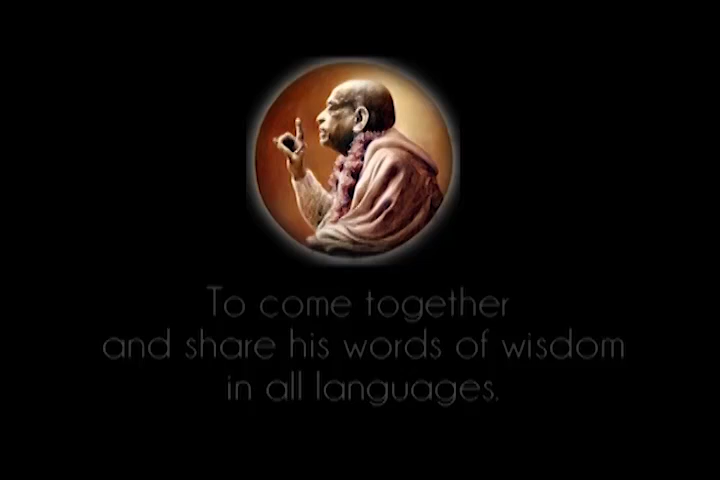 To come together
and share his words of wisdom
in all languages.